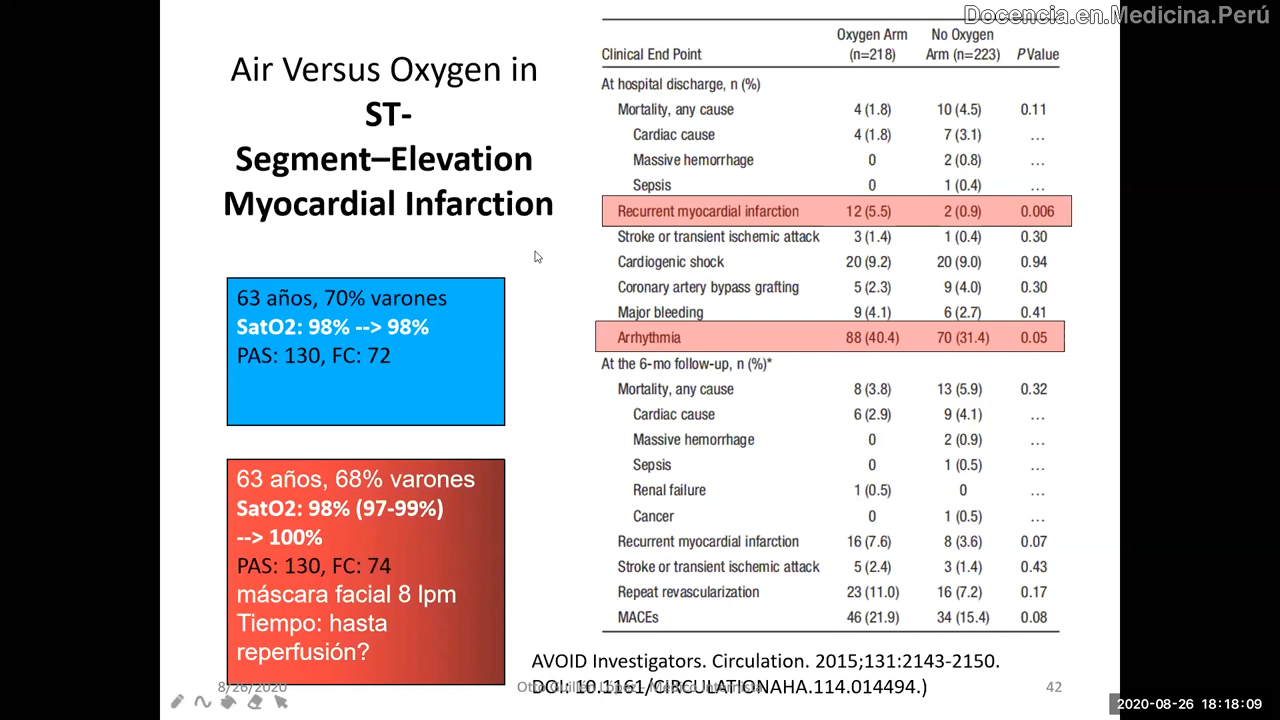 Docencia.en.Medicina.Perú
Air Versus Oxygen in
ST-
Segment–Elevation
Myocardial Infarction
63 años, 70% varones
SatO2: 98% --> 98%
PAS: 130, FC: 72
63 años, 68% varones
SatO2: 98% (97-99%)
--> 100%
PAS: 130, FC: 74
máscara facial 8 lpm
Tiempo: hasta
reperfusión?
Oxygen Arm No Oxygen
Clinical End Point (n=218) Arm (n=223) P Value
At hospital discharge, n (%)
Mortality, any cause 4 (1.8) 10 (4.5) 0.11
Cardiac cause 4 (1.8) 7 (3.1) …
Massive hemorrhage 0 2 (0.8) …
Sepsis 0 1 (0.4) …
Recurrent myocardial infarction 12 (5.5) 2 (0.9) 0.006
Stroke or transient ischemic attack 3 (1.4) 1 (0.4) 0.30
Cardiogenic shock 20 (9.2) 20 (9.0) 0.94
Coronary artery bypass grafting 5 (2.3) 9 (4.0) 0.30
Major bleeding 9 (4.1) 6 (2.7) 0.41
Arrhythmia 88 (40.4) 70 (31.4) 0.05
At the 6-mo follow-up, n (%)*
Mortality, any cause 8 (3.8) 13 (5.9) 0.32
Cardiac cause 6 (2.9) 9 (4.1) …
Massive hemorrhage 0 2 (0.9) …
Sepsis 0 1 (0.5) …
Renal failure 1 (0.5) 0 …
Cancer 0 1 (0.5) …
Recurrent myocardial infarction 16 (7.6) 8 (3.6) 0.07
Stroke or transient ischemic attack 5 (2.4) 3 (1.4) 0.43
Repeat revascularization 23 (11.0) 16 (7.2) 0.17
MACEs 46 (21.9) 34 (15.4) 0.08
AVOID Investigators. Circulation. 2015;131:2143-2150.
DOI: 10.1161/CIRCULATIONAHA.114.014494.)
8/26/2020
42
2020-08-26 18:18:09